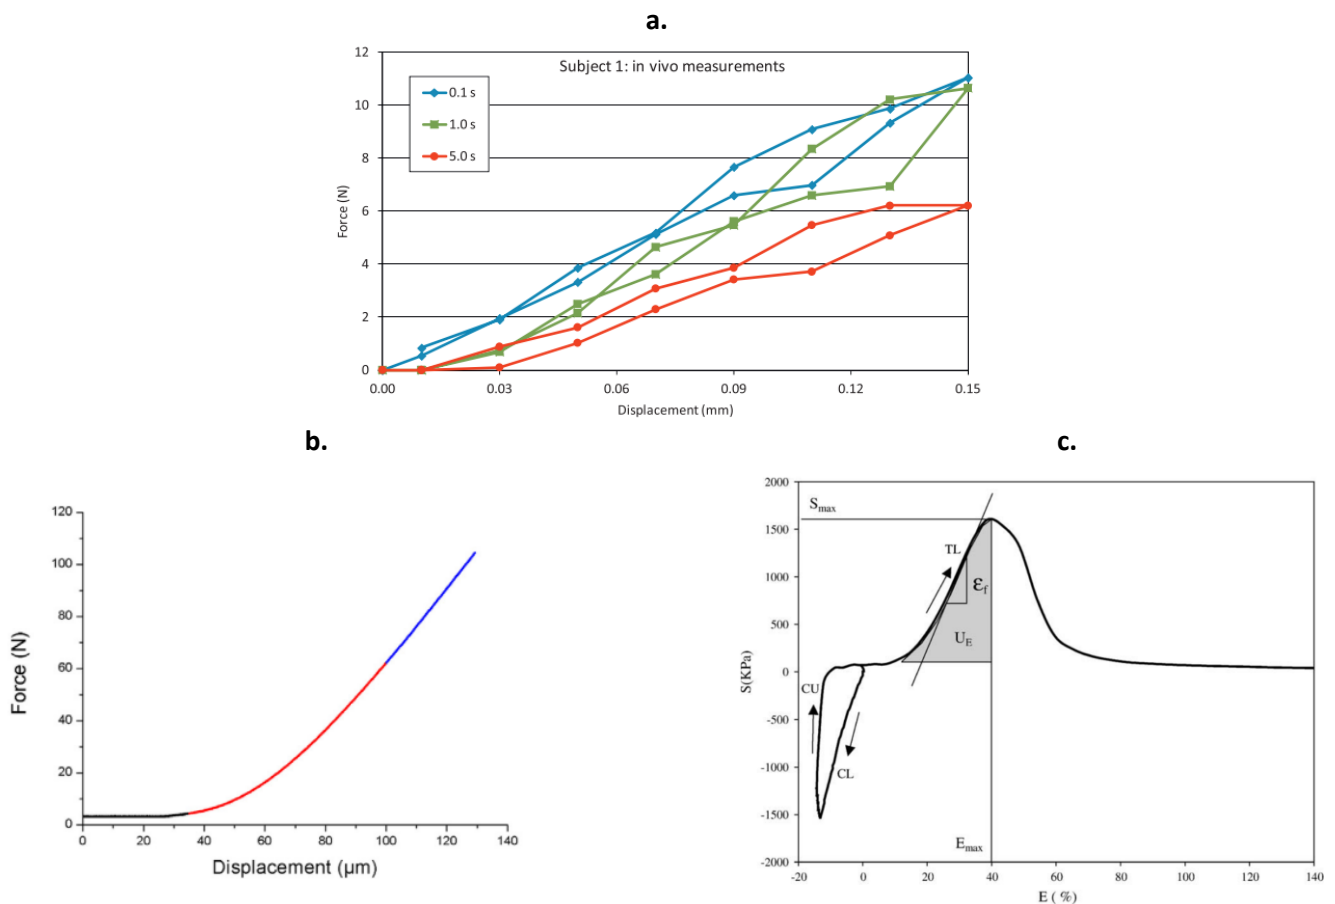 a.
Subject 1: in vivo measurements
0.1 s
1.0 s
5.0 s
Force (N)
12
10
8
6
4
2
0
0.00 0.03 0.06 0.09 0.12 0.15
Displacement (mm)
b.
Force (N)
120
100
80
60
40
20
0
0 20 40 60 80 100 120 140
Displacement (µm)
c.
S(KPa)
2000
1500
1000
500
0
-500
-1000
-1500
-2000
Smax
TL
εf
UE
CU
CL
Emax
-20 0 20 40 60 80 100 120 140
E ( %)